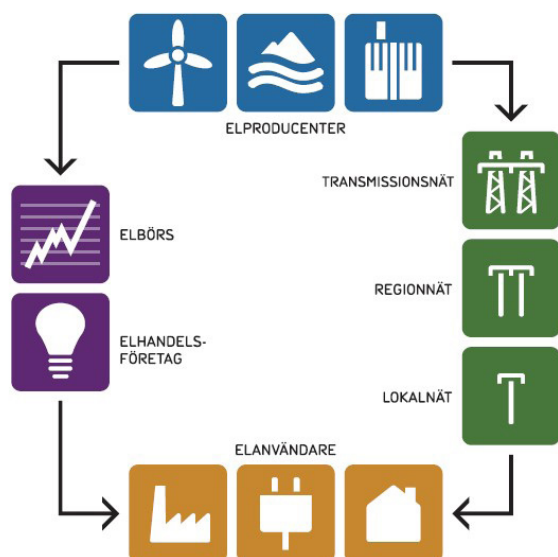 ELPRODUCENTER
TRANSMISSIONSNÄT
ELBÖRS
REGIONNÄT
ELHANDELS-
FÖRETAG
LOKALNÄT
ELANVÄNDARE